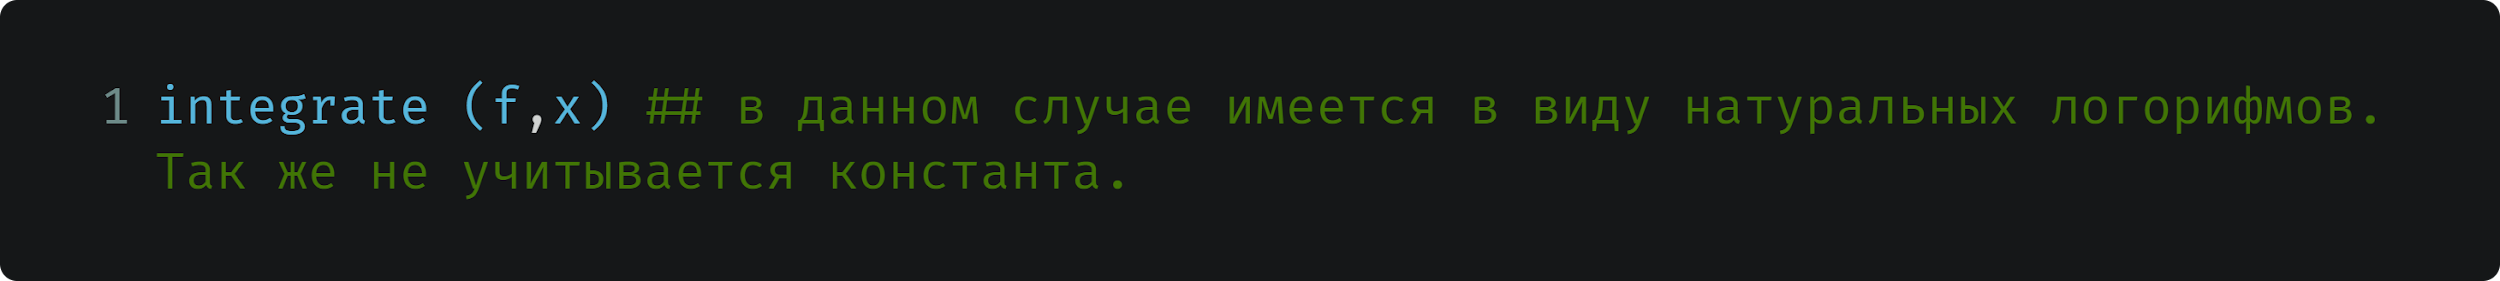 1 integrate (f,x) ## в данном случае имеется в виду натуральных логорифмов.
Так же не учитывается константа.